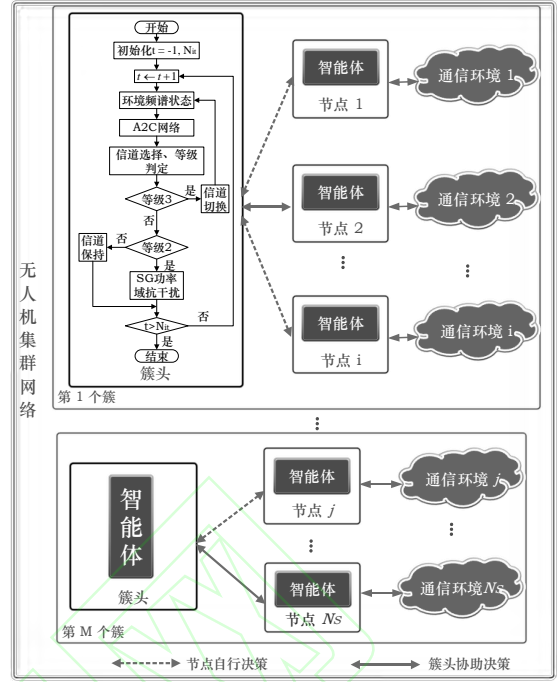 开始
初始化t = -1, Nit
t ← t + 1
环境频谱状态
A2C网络
信道选择、等级
判定
等级3
是
信道
切换
否
等级2
否
信道
保持
是
SG功率
域抗干扰
t>Nit
否
是
结束
簇头
第 1 个簇
智能体
节点 1
通信环境 1
智能体
节点 2
通信环境 2
智能体
节点 i
通信环境 i
无人机集群网络
智能体
簇头
第 M 个簇
智能体
节点 j
通信环境 j
智能体
节点 Ns
通信环境Ns
节点自行决策
簇头协助决策